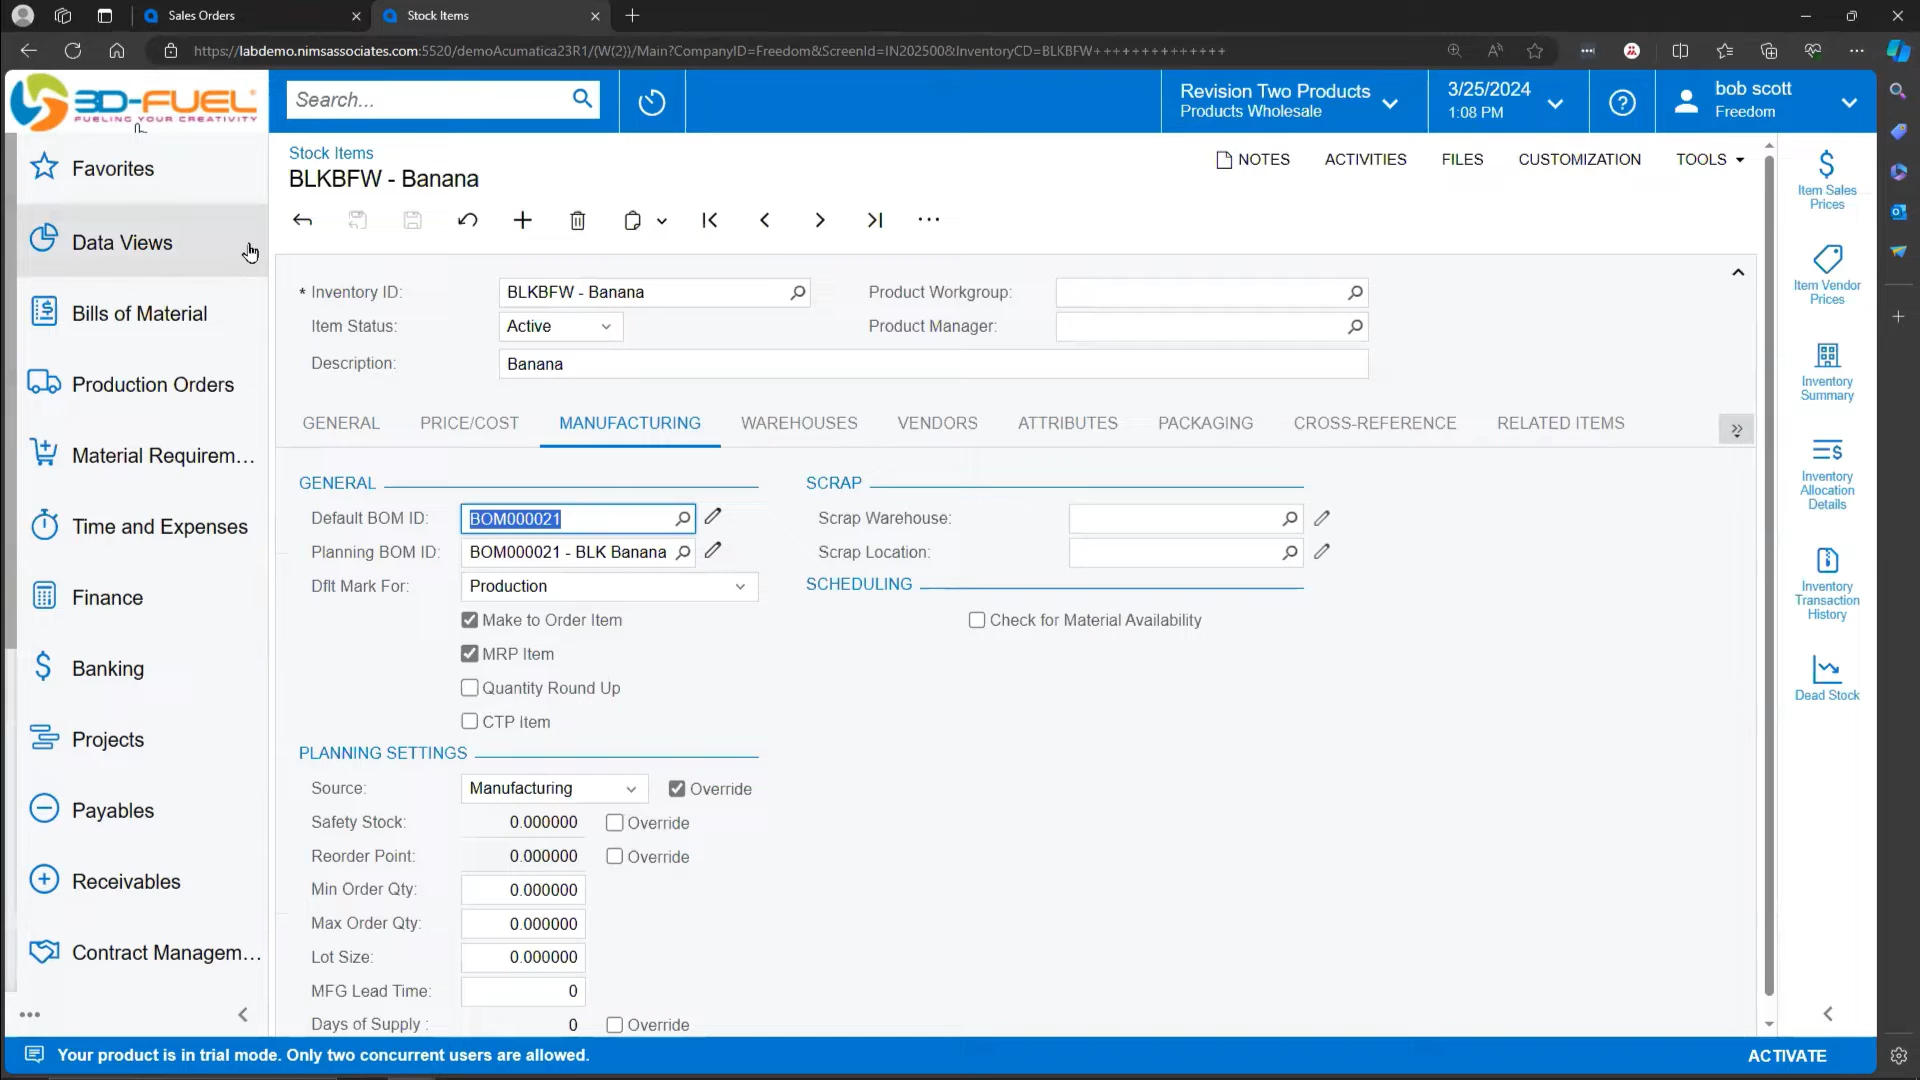 Sales Orders
Stock Items
https://labdemo.nimsassociates.com:5520/demoAcumatica23R1/(W(2))/Main?CompanyID=Freedom&ScreenId=IN202500&InventoryCD=BLKBFW++++++++++++++
3D-FUEL
FUELING YOUR CREATIVITY
Search...
Revision Two Products
Products Wholesale
3/25/2024
1:08 PM
bob scott
Freedom
Favorites
Data Views
Bills of Material
Production Orders
Material Requirem...
Time and Expenses
Finance
Banking
Projects
Payables
Receivables
Contract Managem...
Stock Items
BLKBFW - Banana
NOTES
ACTIVITIES
FILES
CUSTOMIZATION
TOOLS
* Inventory ID: BLKBFW - Banana
Item Status: Active
Description: Banana
Product Workgroup:
Product Manager:
GENERAL
PRICE/COST
MANUFACTURING
WAREHOUSES
VENDORS
ATTRIBUTES
PACKAGING
CROSS-REFERENCE
RELATED ITEMS
GENERAL
Default BOM ID: BOM000021
Planning BOM ID: BOM000021 - BLK Banana
Dflt Mark For: Production
Make to Order Item
MRP Item
Quantity Round Up
CTP Item
SCRAP
Scrap Warehouse:
Scrap Location:
SCHEDULING
Check for Material Availability
PLANNING SETTINGS
Source: Manufacturing Override
Safety Stock: 0.000000 Override
Reorder Point: 0.000000 Override
Min Order Qty: 0.000000
Max Order Qty: 0.000000
Lot Size: 0.000000
MFG Lead Time: 0
Days of Supply : 0 Override
Item Sales
Prices
Item Vendor
Prices
Inventory
Summary
Inventory
Allocation
Details
Inventory
Transaction
History
Dead Stock
Your product is in trial mode. Only two concurrent users are allowed.
ACTIVATE